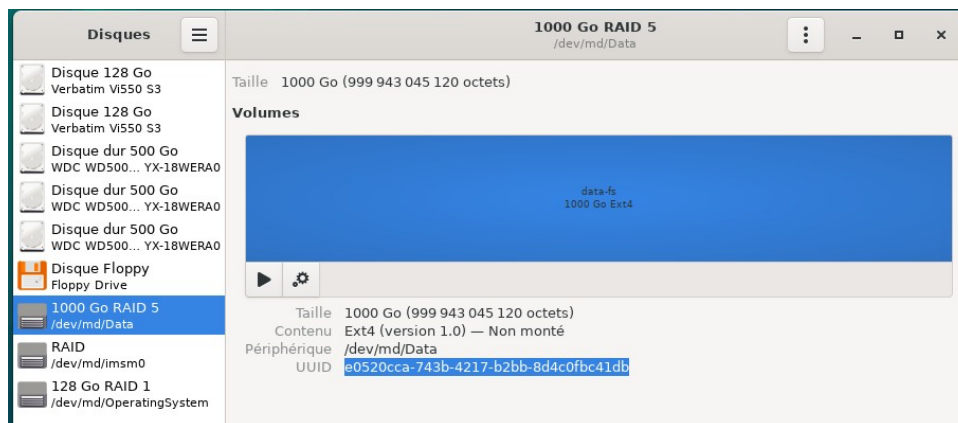 Disques
1000 Go RAID 5
/dev/md/Data
Disque 128 Go
Verbatim Vi550 S3
Disque 128 Go
Verbatim Vi550 S3
Disque dur 500 Go
WDC WD500... YX-18WERA0
Disque dur 500 Go
WDC WD500... YX-18WERA0
Disque dur 500 Go
WDC WD500... YX-18WERA0
Disque Floppy
Floppy Drive
1000 Go RAID 5
/dev/md/Data
RAID
/dev/md/imsm0
128 Go RAID 1
/dev/md/OperatingSystem
Taille 1000 Go (999 943 045 120 octets)
Volumes
data-fs
1000 Go Ext4
Taille 1000 Go (999 943 045 120 octets)
Contenu Ext4 (version 1.0) — Non monté
Périphérique /dev/md/Data
UUID e0520cca-743b-4217-b2bb-8d4c0fbc41db